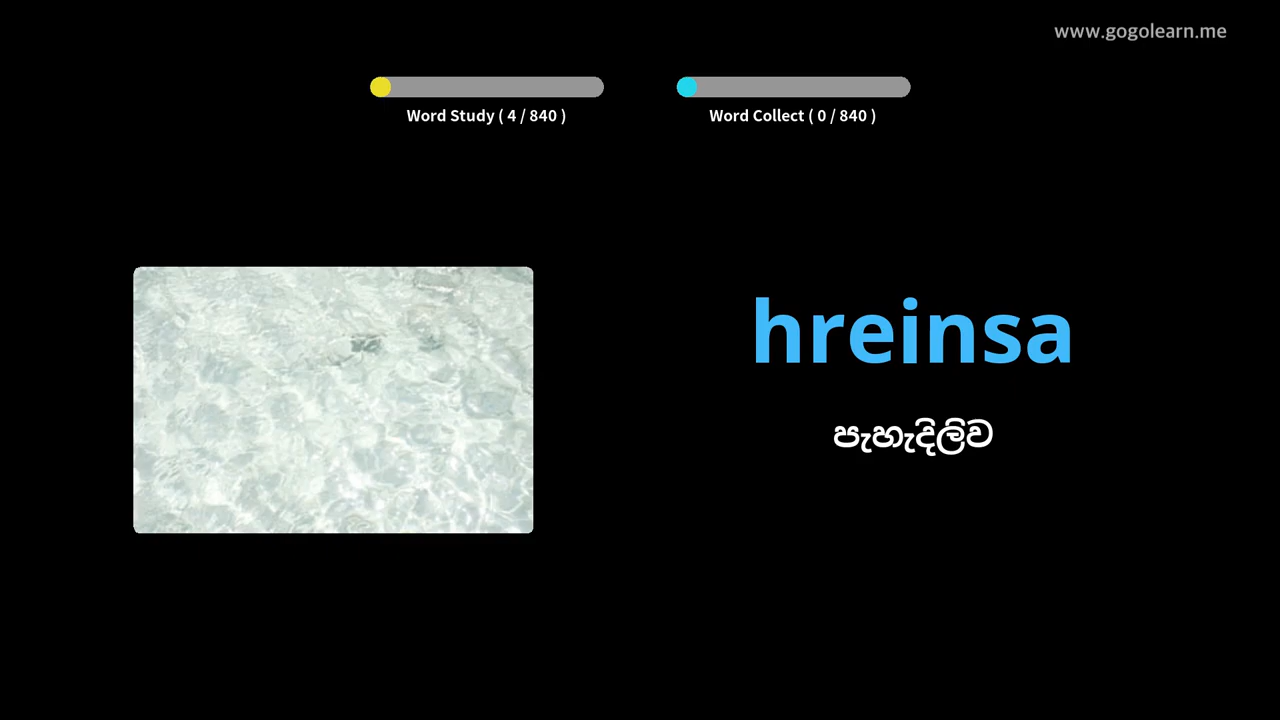 www.gogolearn.me
Word Study ( 4 / 840 )
Word Collect ( 0 / 840 )
hreinsa
පැහැදිලිව